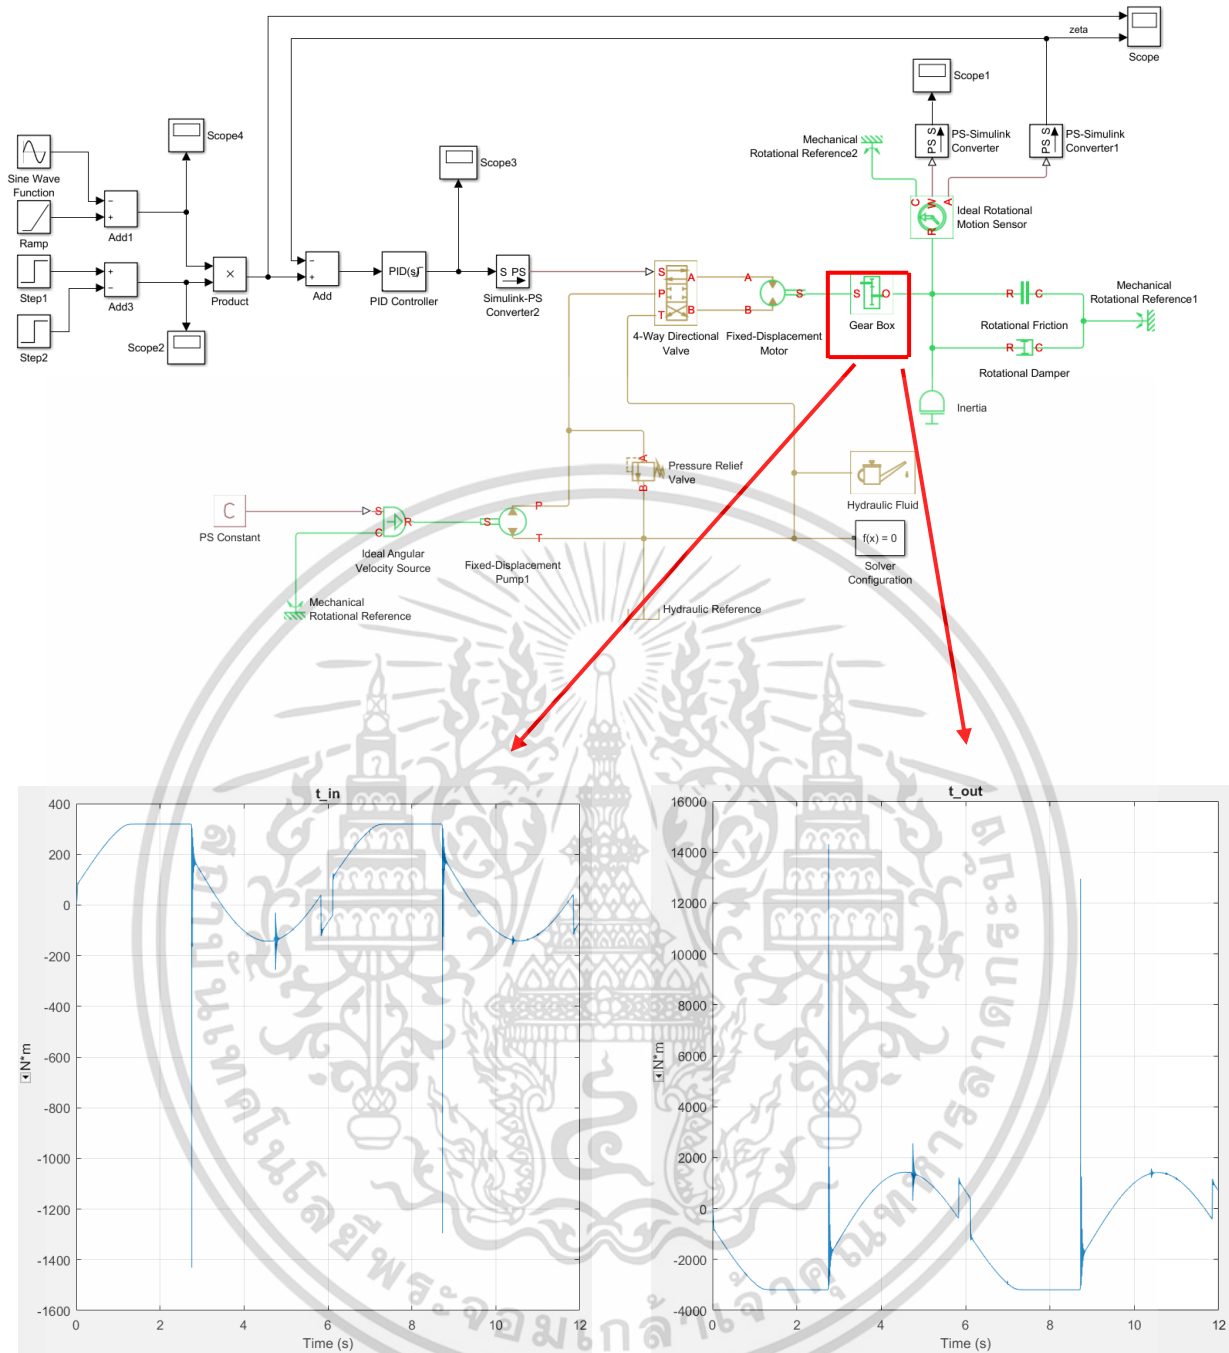 zeta
Scope
Scope1
Scope4
Mechanical
Rotational Reference2
PS S
PS-Simulink
Converter
PS S
PS-Simulink
Converter1
Scope3
Sine Wave
Function
Add1
Ramp
C
W
A
R
Ideal Rotational
Motion Sensor
Step1
Add3
×
Product
Add
PID(s)
PID Controller
S PS
Simulink-PS
Converter2
S
P
T
A
B
4-Way Directional
Valve
A
B
S
Fixed-Displacement
Motor
S
O
Gear Box
R
C
Rotational Friction
Mechanical
Rotational Reference1
R
C
Rotational Damper
Step2
Scope2
Inertia
A
B
Pressure Relief
Valve
Hydraulic Fluid
C
PS Constant
S
C
R
Ideal Angular
Velocity Source
S
P
T
Fixed-Displacement
Pump1
f(x) = 0
Solver
Configuration
Mechanical
Rotational Reference
Hydraulic Reference
t_in
400
200
0
-200
-400
-600
-800
-1000
-1200
-1400
-1600
N*m
0 2 4 6 8 10 12
Time (s)
t_out
16000
14000
12000
10000
8000
6000
4000
2000
0
-2000
-4000
N*m
0 2 4 6 8 10 12
Time (s)